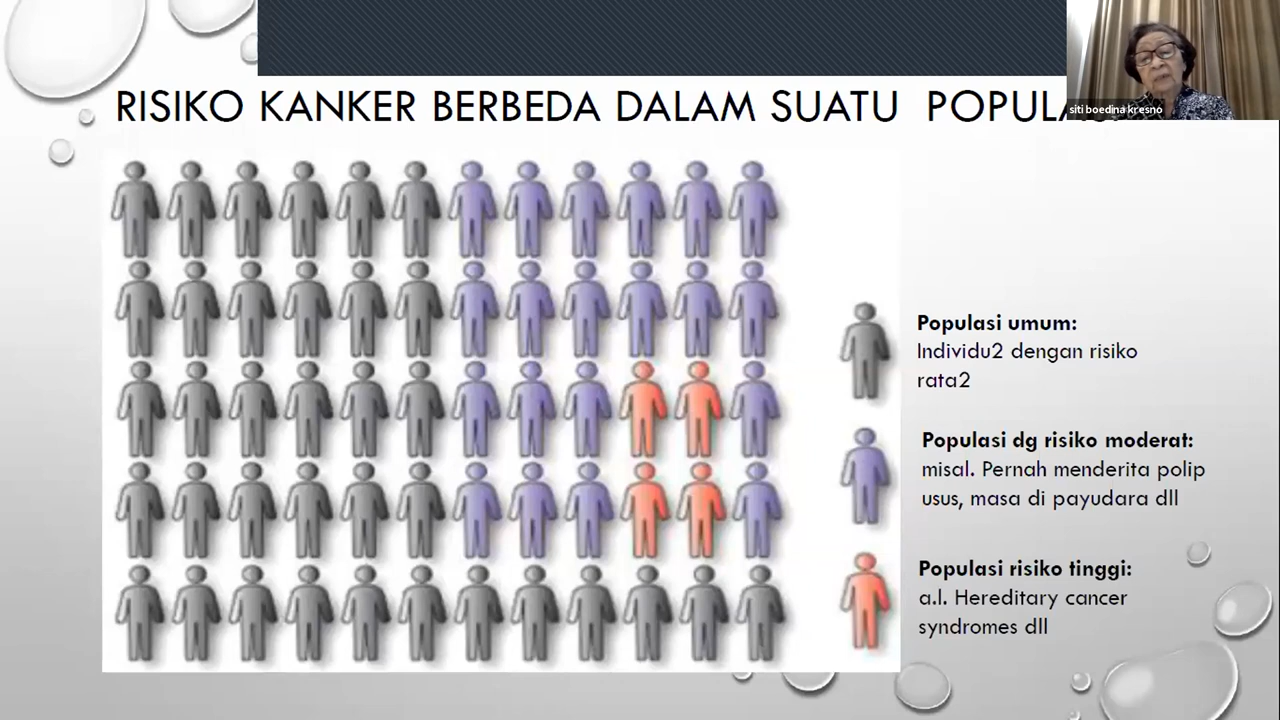 RISIKO KANKER BERBEDA DALAM SUATU
siti boedina kresno
Populasi umum:
Individu2 dengan risiko
rata2
Populasi dg risiko moderat:
misal. Pernah menderita polip
usus, masa di payudara dll
Populasi risiko tinggi:
a.l. Hereditary cancer
syndromes dll